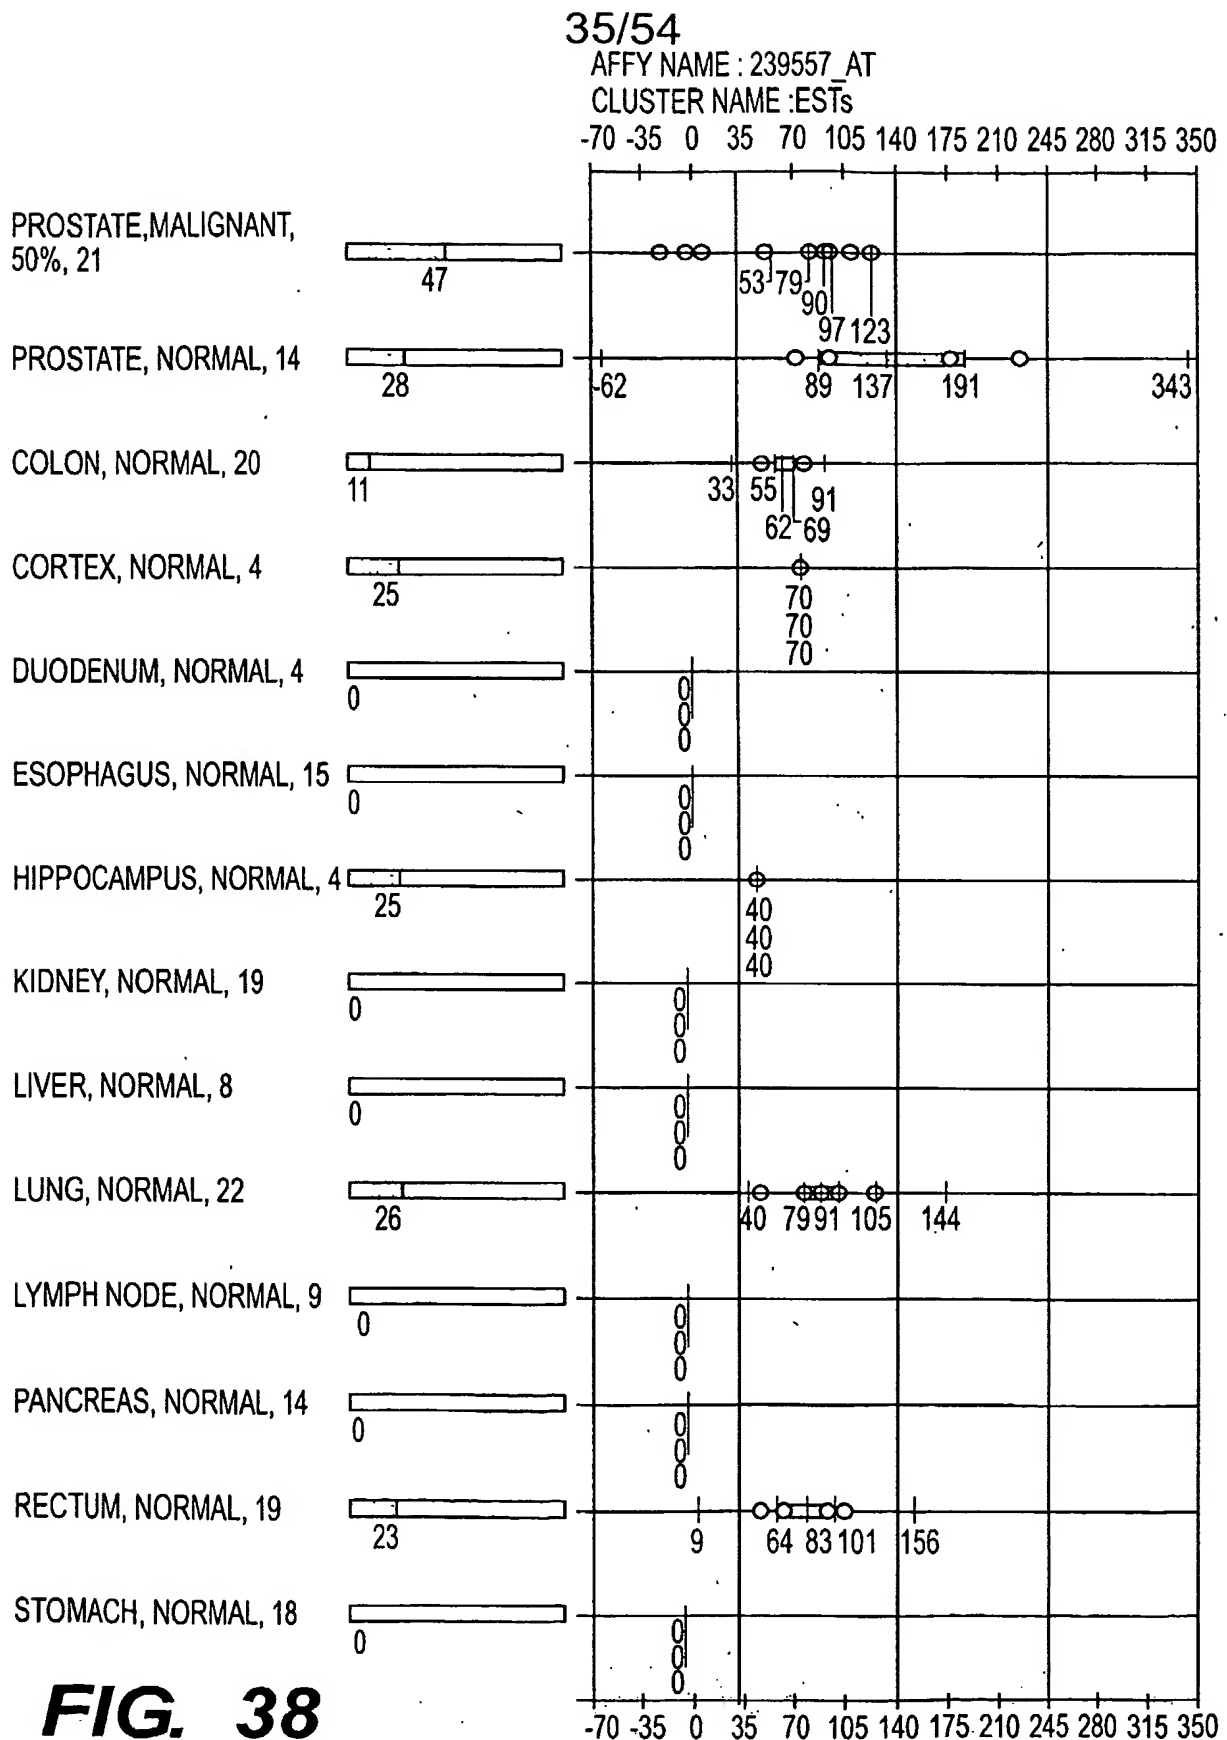 35/54
AFFY NAME : 239557_AT
CLUSTER NAME :ESTs
-70 -35 0 35 70 105 140 175 210 245 280 315 350
PROSTATE,MALIGNANT,
50%, 21
47
53 79
90
97 123
PROSTATE, NORMAL, 14
28
-62 89 137 191 343
COLON, NORMAL, 20
11
33 55 91
62 69
CORTEX, NORMAL, 4
25
70
70
70
DUODENUM, NORMAL, 4
0
0
0
0
ESOPHAGUS, NORMAL, 15
0
0
0
0
HIPPOCAMPUS, NORMAL, 4
25
40
40
40
KIDNEY, NORMAL, 19
0
0
0
0
LIVER, NORMAL, 8
0
0
0
0
LUNG, NORMAL, 22
26
40 79 91 105 144
LYMPH NODE, NORMAL, 9
0
0
0
0
PANCREAS, NORMAL, 14
0
0
0
0
RECTUM, NORMAL, 19
23
9 64 83 101 156
STOMACH, NORMAL, 18
0
0
0
0
FIG. 38
-70 -35 0 35 70 105 140 175 210 245 280 315 350